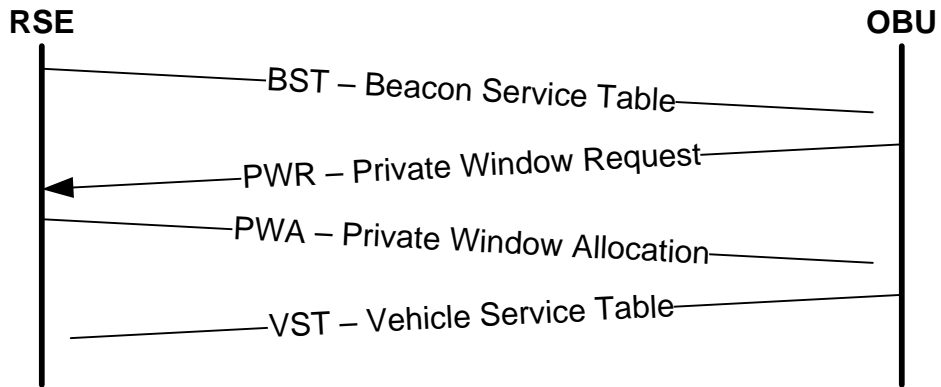 RSE
OBU
BST – Beacon Service Table
PWR – Private Window Request
PWA – Private Window Allocation
VST – Vehicle Service Table